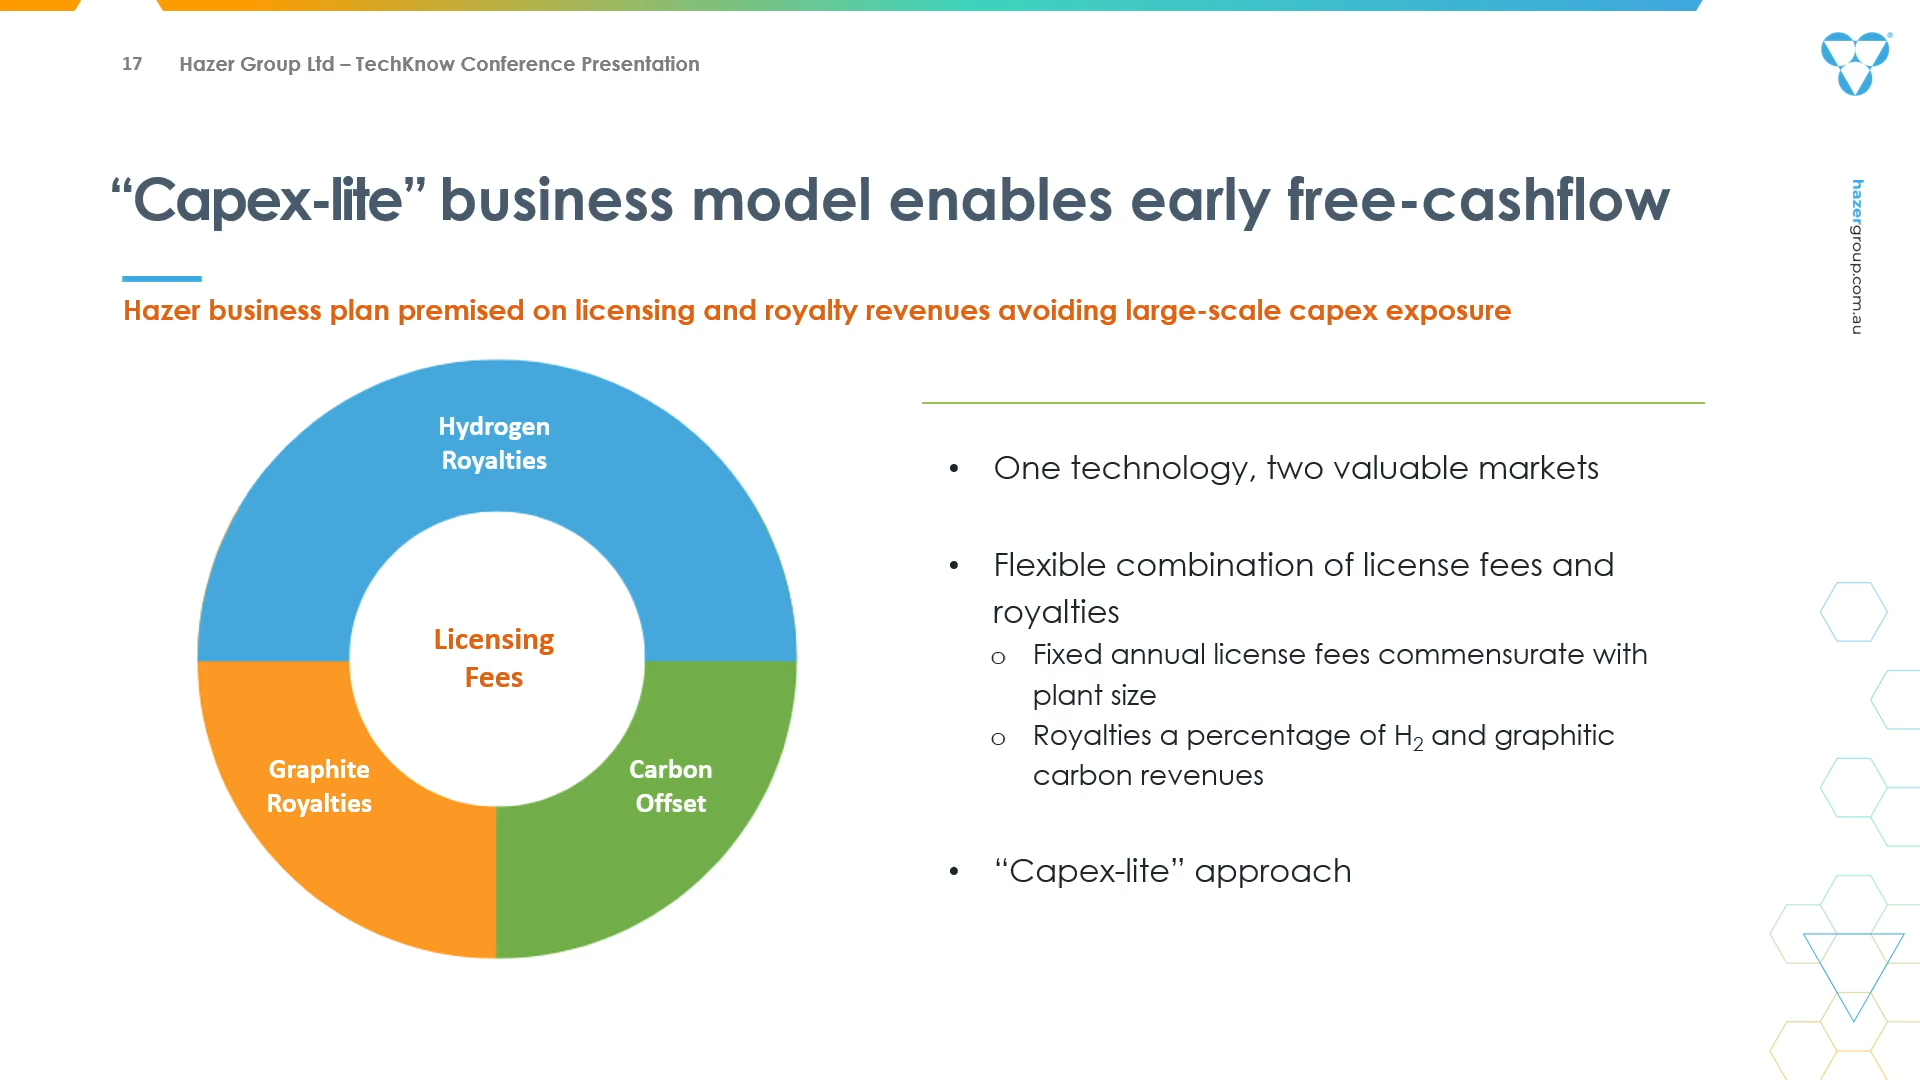 17 Hazer Group Ltd – TechKnow Conference Presentation
®
hazergroup.com.au
“Capex-lite” business model enables early free-cashflow
Hazer business plan premised on licensing and royalty revenues avoiding large-scale capex exposure
Hydrogen
Royalties
Licensing
Fees
Graphite
Royalties
Carbon
Offset
• One technology, two valuable markets
• Flexible combination of license fees and
royalties
o Fixed annual license fees commensurate with
plant size
o Royalties a percentage of H₂ and graphitic
carbon revenues
• “Capex-lite” approach